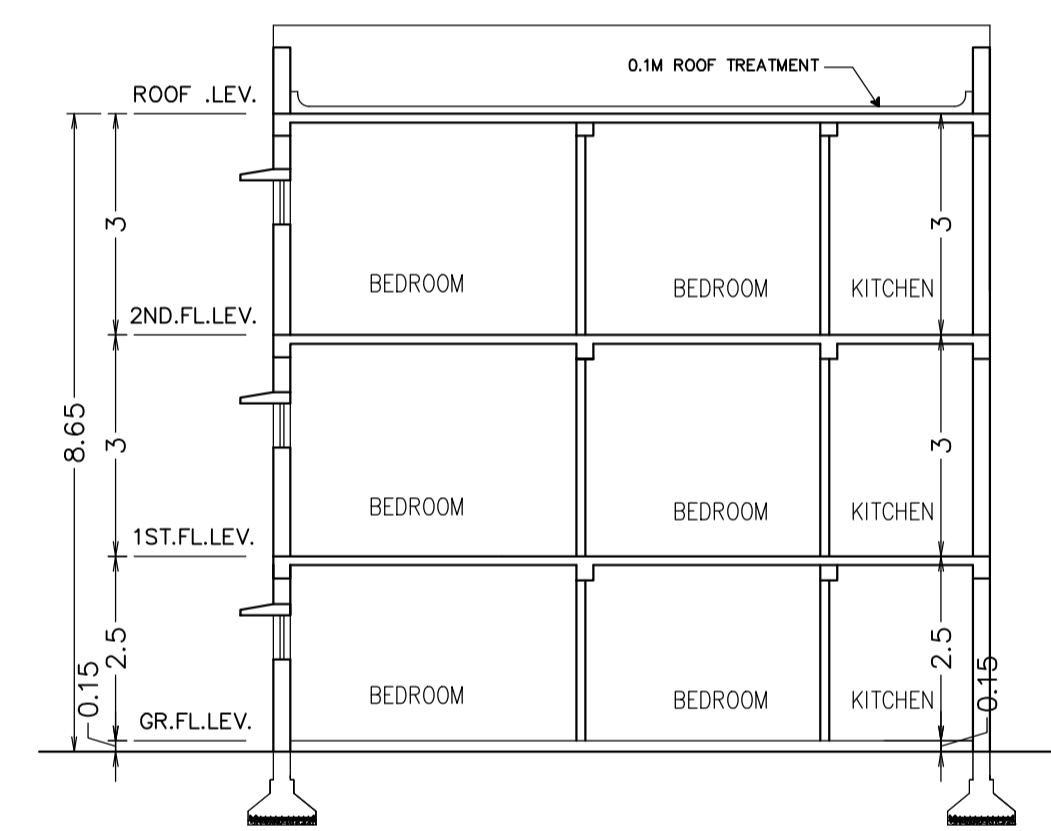 0.1M ROOF TREATMENT
ROOF .LEV.
3
3
BEDROOM
BEDROOM
KITCHEN
2ND.FL.LEV.
8.65
3
3
BEDROOM
BEDROOM
KITCHEN
1ST.FL.LEV.
2.5
2.5
0.15
0.15
BEDROOM
BEDROOM
KITCHEN
GR.FL.LEV.